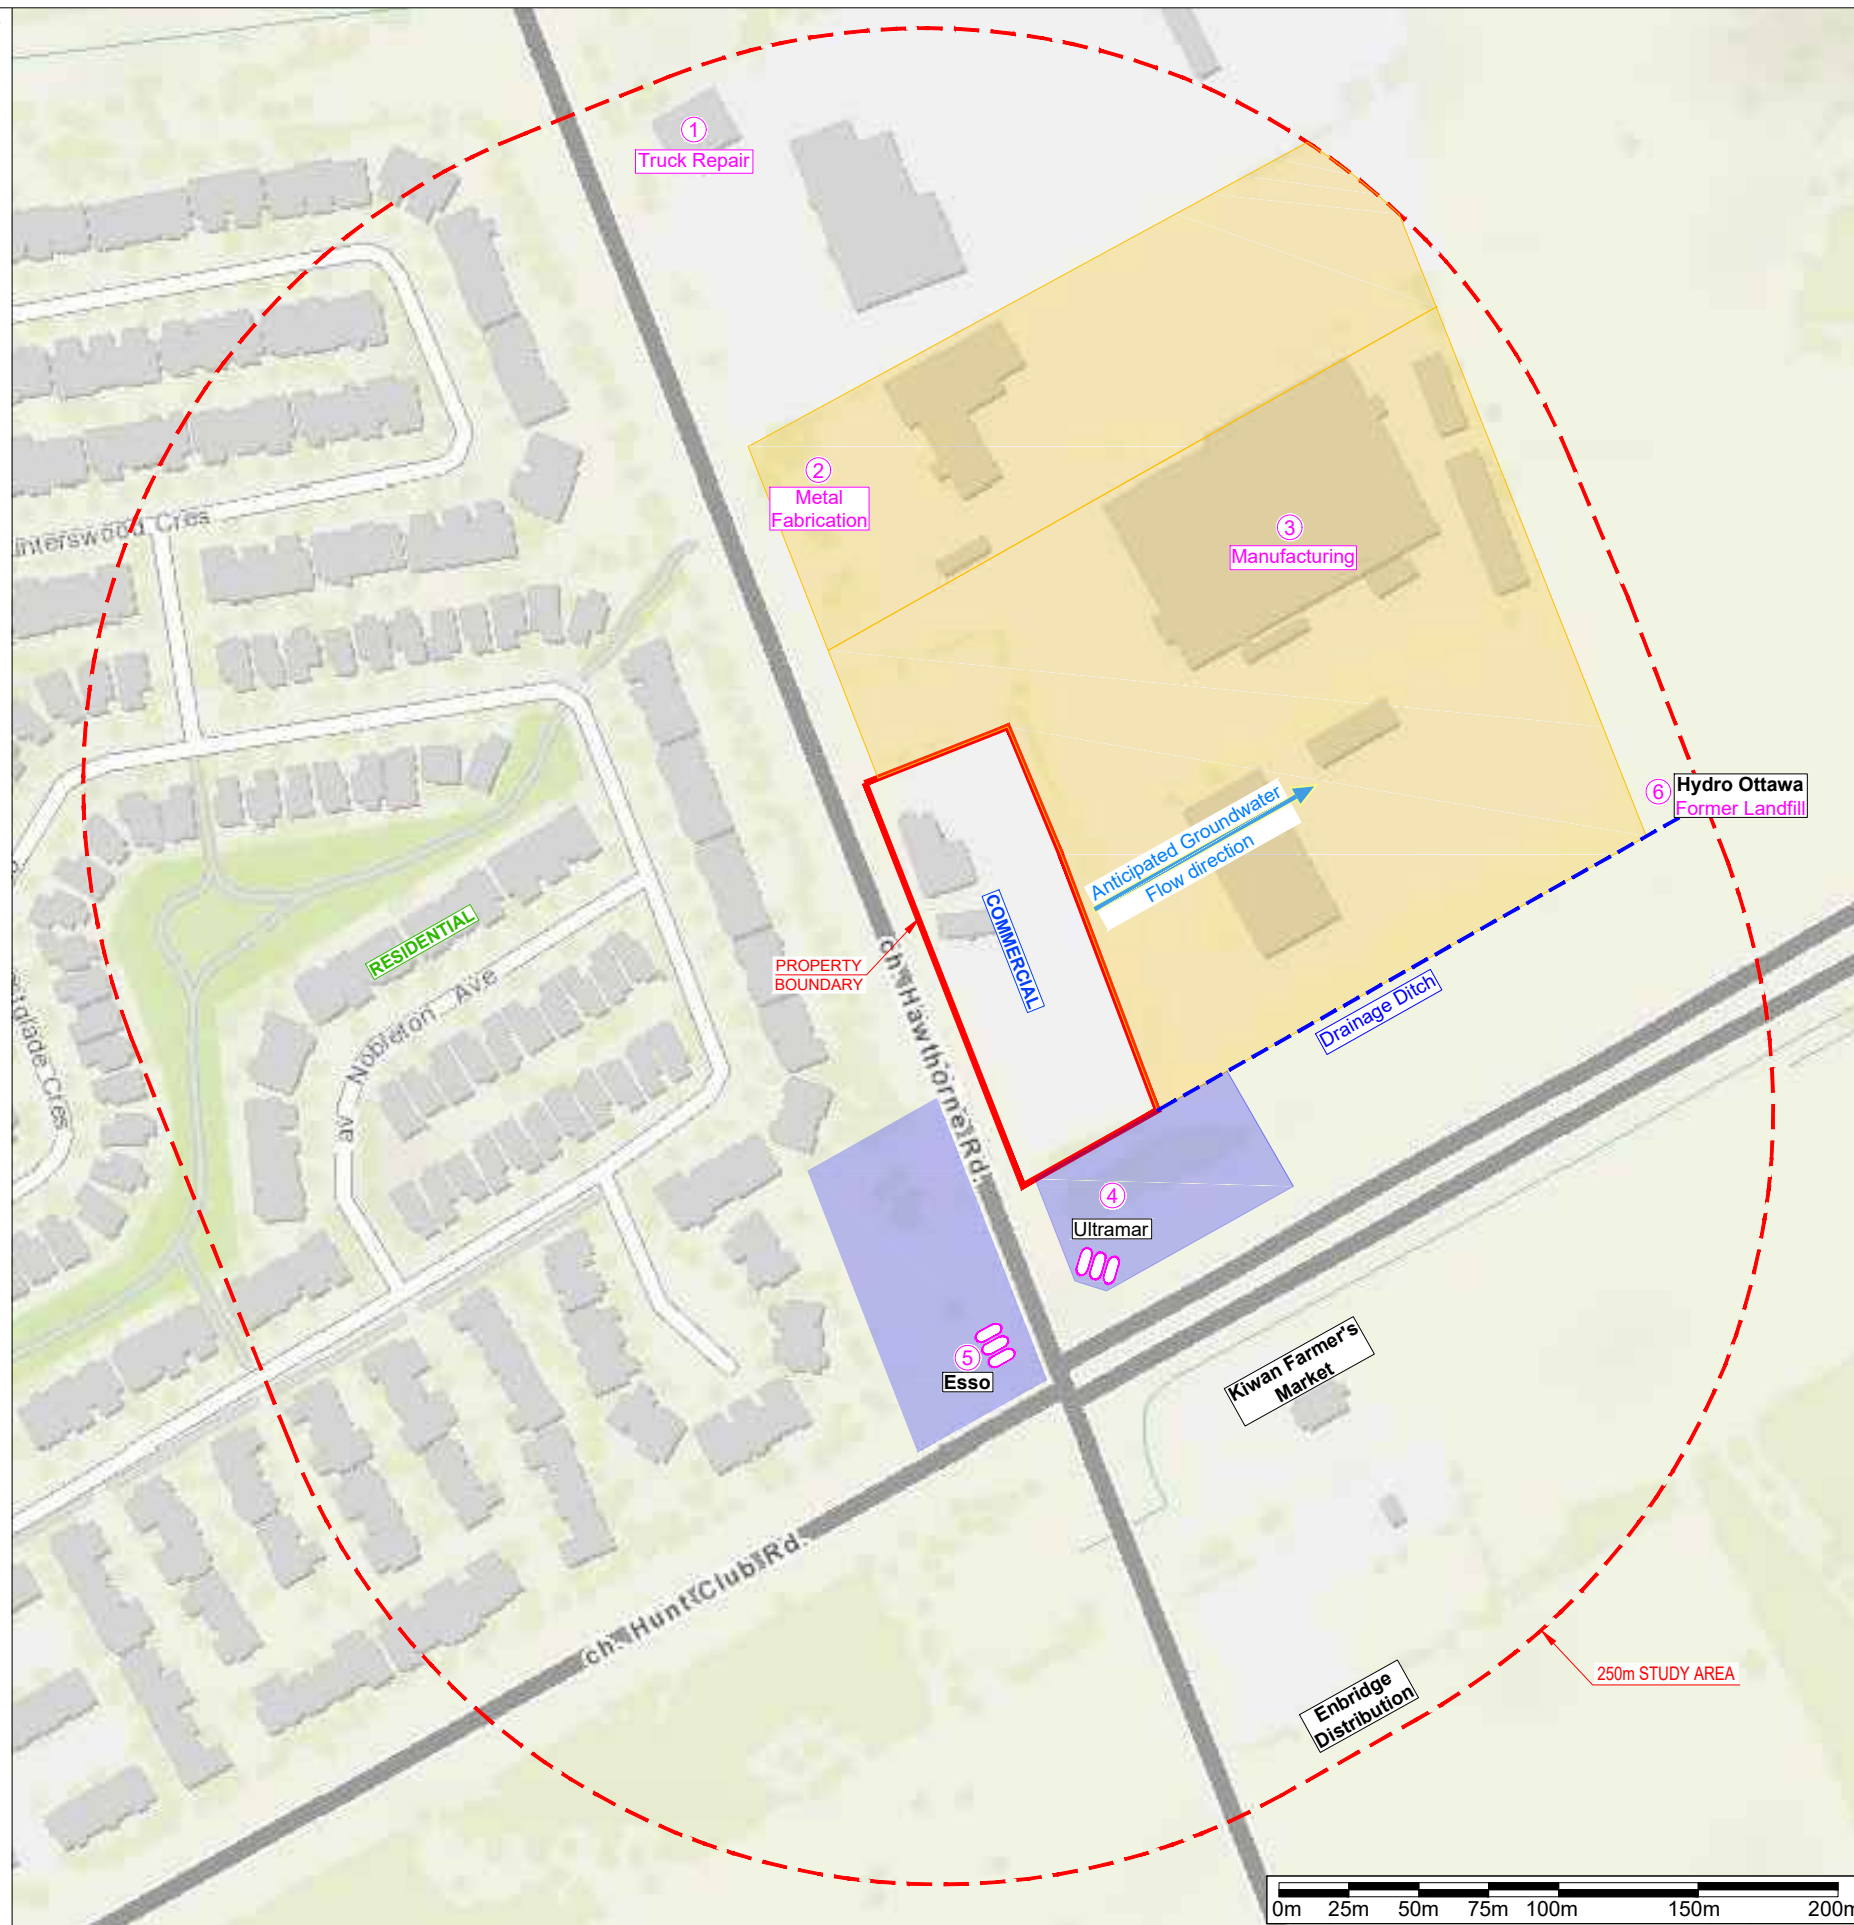 1
Truck Repair
2
Metal
Fabrication
3
Manufacturing
6
Hydro Ottawa
Former Landfill
Anticipated Groundwater
Flow direction
COMMERCIAL
PROPERTY
BOUNDARY
RESIDENTIAL
Nobleton Ave
Av
ch. Hawthorne Rd.
Drainage Ditch
4
Ultramar
5
Esso
Kiwan Farmer's
Market
ch. Hunt Club Rd.
Enbridge
Distribution
250m STUDY AREA
0m 25m 50m 75m 100m 150m 200m